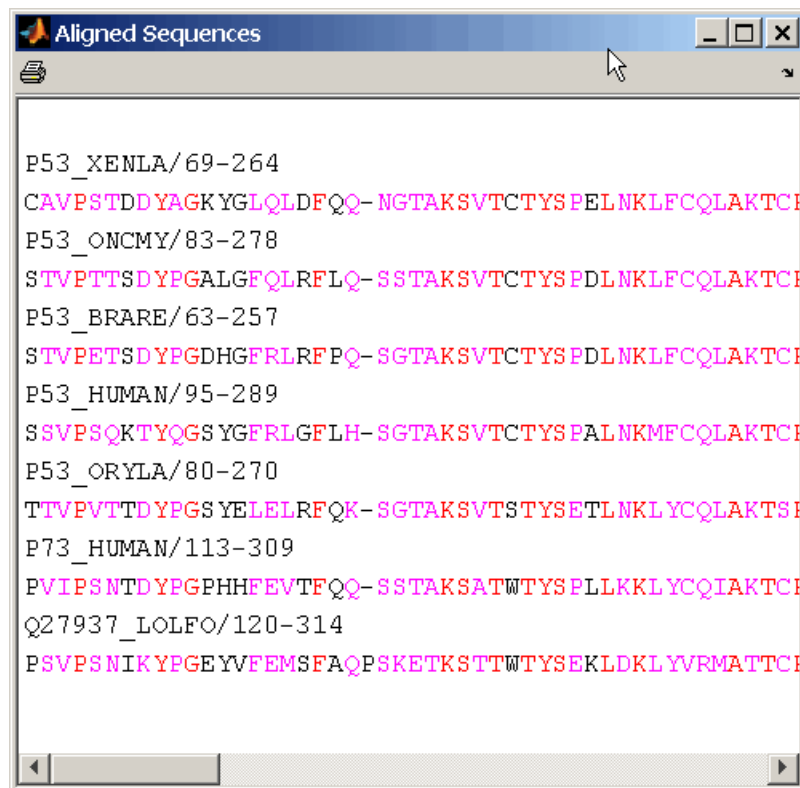 Aligned Sequences
P53_XENLA/69-264
CAVPSTDDYAGKYGLQLDFQQ-NGTAKSVTCTYSPELNKLFCQLAKTC
P53_ONCMY/83-278
STVPTTSDYPGALGFQLRFLQ-SSTAKSVTCTYSPDLNKLFCQLAKTC
P53_BRARE/63-257
STVPETSDYPGDHGFRLRFPQ-SGTAKSVTCTYSPDLNKLFCQLAKTC
P53_HUMAN/95-289
SSVPSQKTYQGSYGFRLGFLH-SGTAKSVTCTYSPALNKMFCQLAKTC
P53_ORYLA/80-270
TTVPVTTDYPGSYELELRFQK-SGTAKSVTSTYSETLNKLYCQLAKTS
P73_HUMAN/113-309
PVIPSNTDYPGPHHFEVTFQQ-SSTAKSATWTYSPLLKKLYCQIAKTC
Q27937_LOLFO/120-314
PSVPSNIKYPGEYVFEMSFAQPSKETKSTTWTYSEKLDKLYVRMATTC